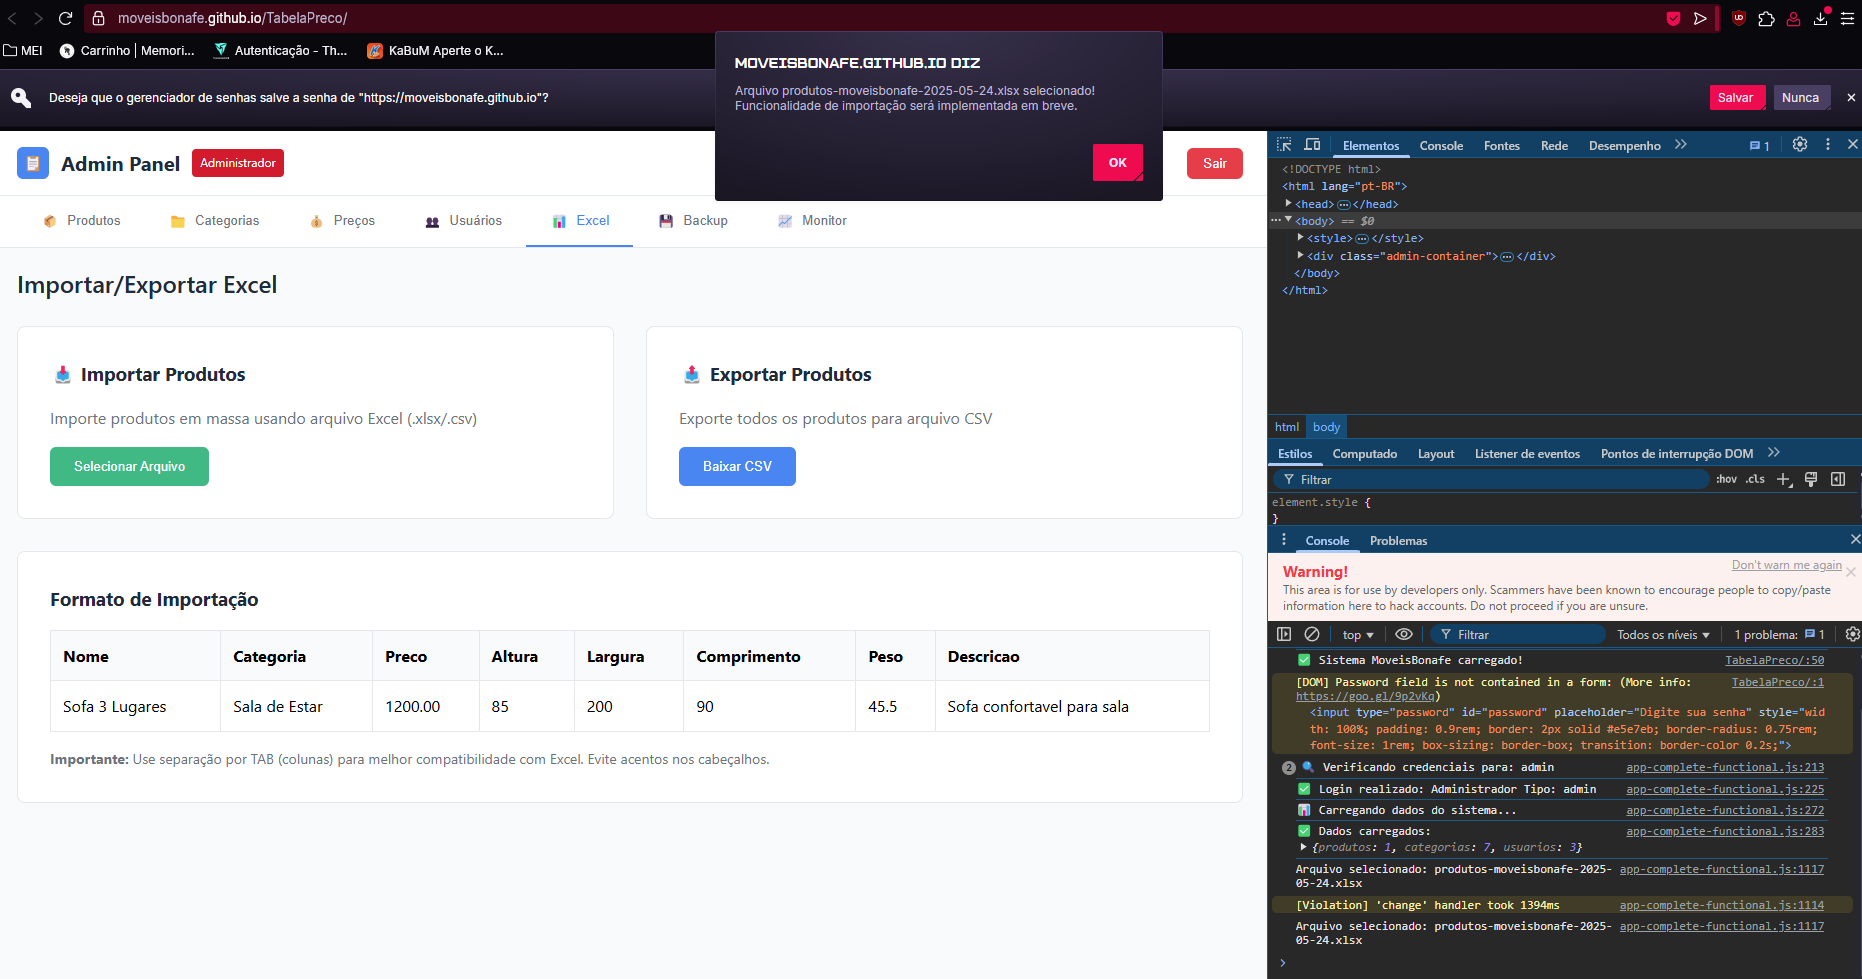 moveisbonafe.github.io/TabelaPreco/
MEI
Carrinho | Memori...
Autenticação - Th...
KaBuM Aperte o K...
Deseja que o gerenciador de senhas salve a senha de "https://moveisbonafe.github.io"?
Salvar
Nunca
MOVEISBONAFE.GITHUB.IO DIZ
Arquivo produtos-moveisbonafe-2025-05-24.xlsx selecionado!
Funcionalidade de importação será implementada em breve.
OK
Admin Panel
Administrador
Sair
Produtos
Categorias
Preços
Usuários
Excel
Backup
Monitor
Importar/Exportar Excel
Importar Produtos
Importe produtos em massa usando arquivo Excel (.xlsx/.csv)
Selecionar Arquivo
Exportar Produtos
Exporte todos os produtos para arquivo CSV
Baixar CSV
Formato de Importação
Nome Categoria Preco Altura Largura Comprimento Peso Descricao
Sofa 3 Lugares Sala de Estar 1200.00 85 200 90 45.5 Sofa confortavel para sala
Importante: Use separação por TAB (colunas) para melhor compatibilidade com Excel. Evite acentos nos cabeçalhos.
Elementos Console Fontes Rede Desempenho 1
<!DOCTYPE html>
<html lang="pt-BR">
<head>…</head>
<body> == $0
<style>…</style>
<div class="admin-container">…</div>
</body>
</html>
html body
Estilos Computado Layout Listener de eventos Pontos de interrupção DOM
Filtrar :hov .cls
element.style {
}
Console Problemas
Don't warn me again
Warning!
This area is for use by developers only. Scammers have been known to encourage people to copy/paste
information here to hack accounts. Do not proceed if you are unsure.
top Filtrar Todos os níveis 1 problema: 1
Sistema MoveisBonafe carregado! TabelaPreco/:50
[DOM] Password field is not contained in a form: (More info: TabelaPreco/:1
https://goo.gl/9p2vKq)
<input type="password" id="password" placeholder="Digite sua senha" style="wid
th: 100%; padding: 0.9rem; border: 2px solid #e5e7eb; border-radius: 0.75rem;
font-size: 1rem; box-sizing: border-box; transition: border-color 0.2s;">
2 Verificando credenciais para: admin app-complete-functional.js:213
Login realizado: Administrador Tipo: admin app-complete-functional.js:225
Carregando dados do sistema... app-complete-functional.js:272
Dados carregados: app-complete-functional.js:283
{produtos: 1, categorias: 7, usuarios: 3}
Arquivo selecionado: produtos-moveisbonafe-2025- app-complete-functional.js:1117
05-24.xlsx
[Violation] 'change' handler took 1394ms app-complete-functional.js:1114
Arquivo selecionado: produtos-moveisbonafe-2025- app-complete-functional.js:1117
05-24.xlsx